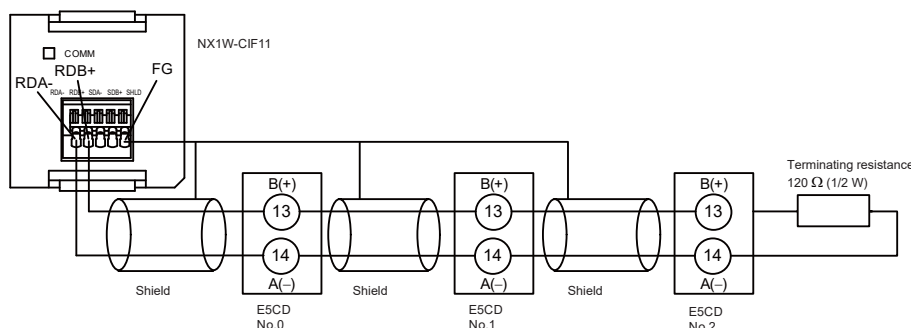 NX1W-CIF11
COMM
RDB+
FG
RDA-
RDA- RDB+ SDA- SDB+ SHLD
Terminating resistance
120 Ω (1/2 W)
B(+)
13
14
A(–)
B(+)
13
14
A(–)
B(+)
13
14
A(–)
Shield
Shield
Shield
E5CD
No.0
E5CD
No.1
E5CD
No.2